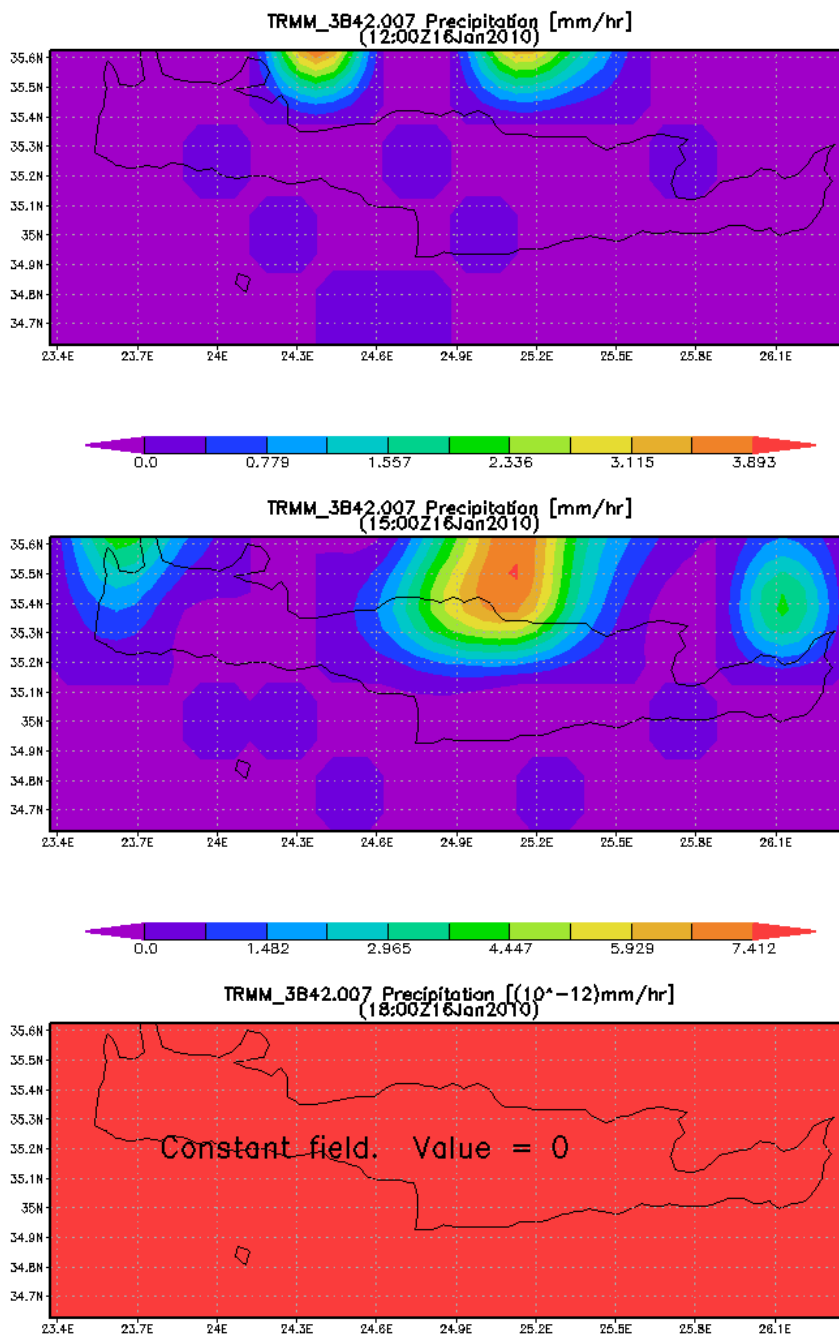 TRMM_3B42.007 Precipitation [mm/hr]
(12:00Z16Jan2010)
35.6N
35.5N
35.4N
35.3N
35.2N
35.1N
35N
34.9N
34.8N
34.7N
23.4E 23.7E 24E 24.3E 24.6E 24.9E 25.2E 25.5E 25.8E 26.1E
0.0 0.779 1.557 2.336 3.115 3.893
TRMM_3B42.007 Precipitation [mm/hr]
(15:00Z16Jan2010)
35.6N
35.5N
35.4N
35.3N
35.2N
35.1N
35N
34.9N
34.8N
34.7N
23.4E 23.7E 24E 24.3E 24.6E 24.9E 25.2E 25.5E 25.8E 26.1E
0.0 1.482 2.965 4.447 5.929 7.412
TRMM_3B42.007 Precipitation [(10^-12)mm/hr]
(18:00Z16Jan2010)
35.6N
35.5N
35.4N
35.3N
35.2N
Constant field. Value = 0
35.1N
35N
34.9N
34.8N
34.7N
23.4E 23.7E 24E 24.3E 24.6E 24.9E 25.2E 25.5E 25.8E 26.1E